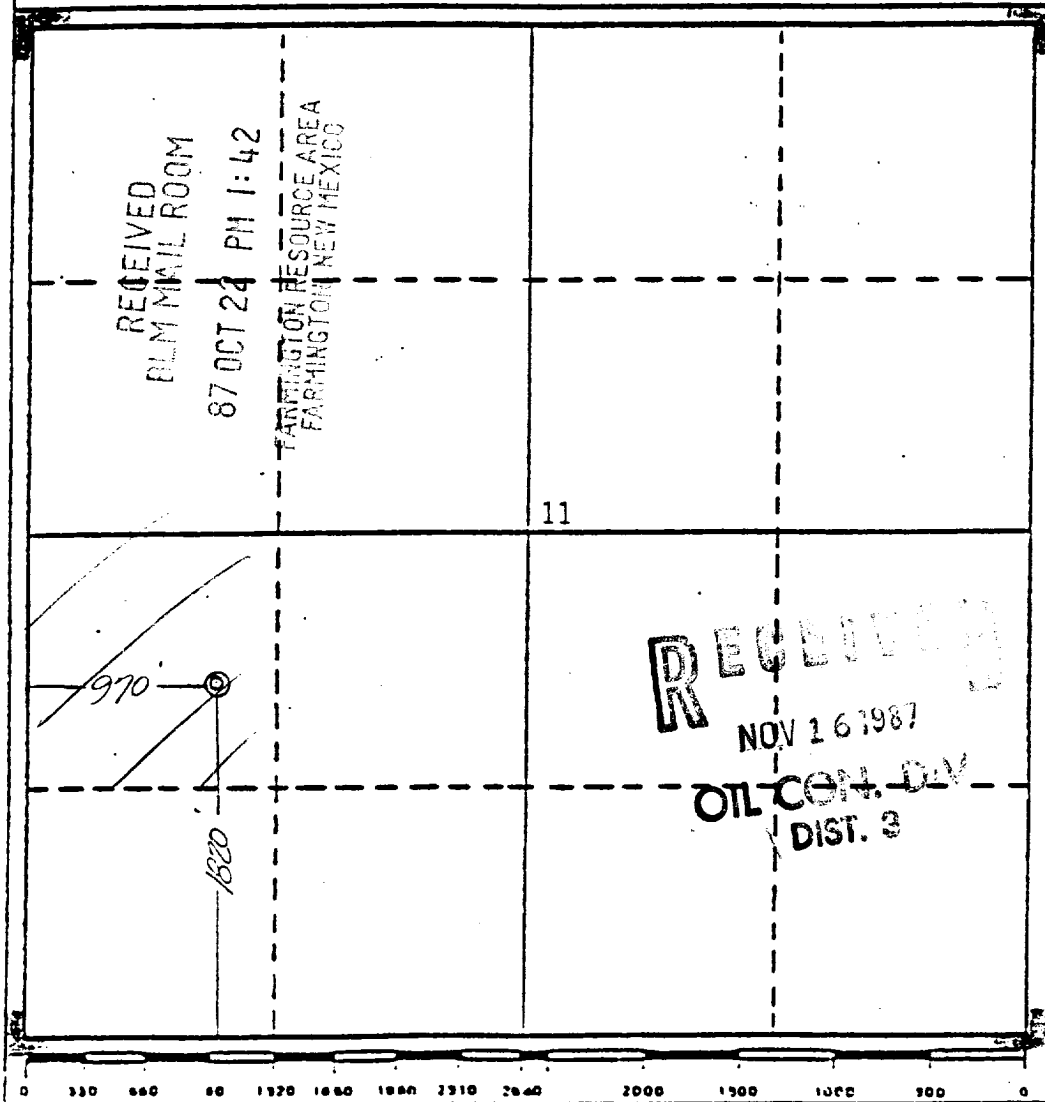 RECEIVED
BLM MAIL ROOM
87 OCT 22 PM 1:42
FARMINGTON RESOURCE AREA
FARMINGTON NEW MEXICO
11
RECEIVED
NOV 16 1987
OIL CON. DIV
DIST. 3
970
1820
0 330 660 90 1320 1650 1980 2310 2640 2000 1500 1000 500 0